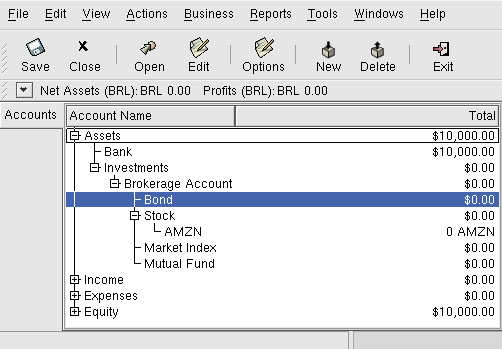 File Edit View Actions Business Reports Tools Windows Help
Save Close Open Edit Options New Delete Exit
Net Assets (BRL): BRL 0.00 Profits (BRL): BRL 0.00
Accounts Account Name Total
Assets $10,000.00
Bank $10,000.00
Investments $0.00
Brokerage Account $0.00
Bond $0.00
Stock $0.00
AMZN 0 AMZN
Market Index $0.00
Mutual Fund $0.00
Income $0.00
Expenses $0.00
Equity $10,000.00